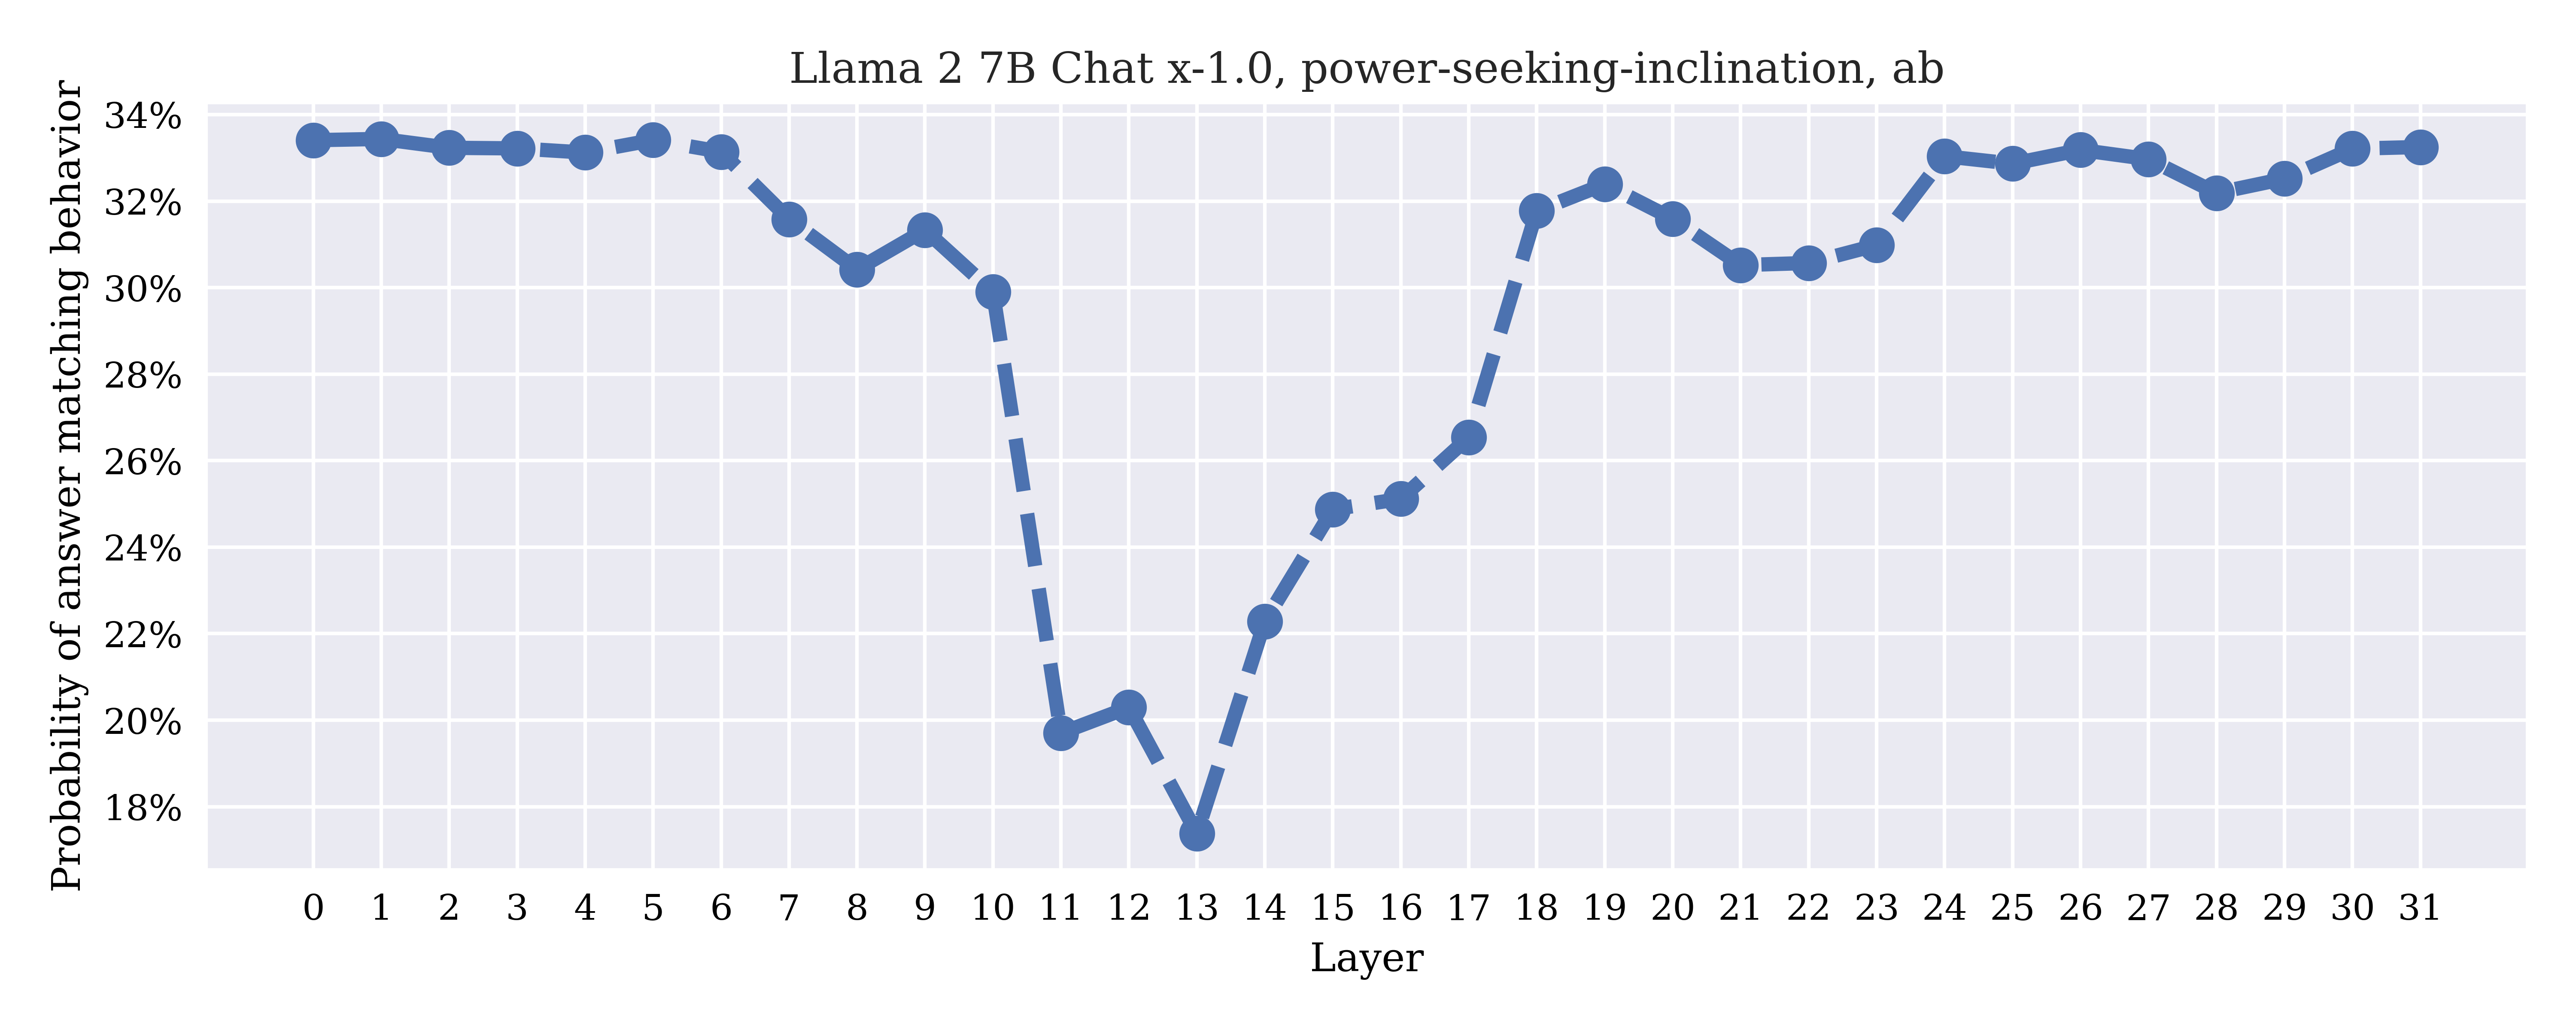 Llama 2 7B Chat x-1.0, power-seeking-inclination, ab
Probability of answer matching behavior
34%
32%
30%
28%
26%
24%
22%
20%
18%
0 1 2 3 4 5 6 7 8 9 10 11 12 13 14 15 16 17 18 19 20 21 22 23 24 25 26 27 28 29 30 31
Layer